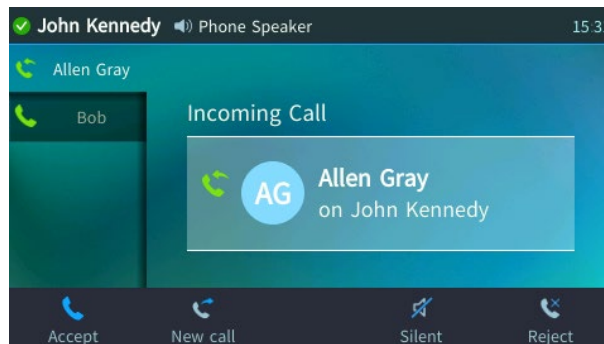 John Kennedy Phone Speaker 15:3
Allen Gray
Bob
Incoming Call
AG
Allen Gray
on John Kennedy
Accept New call Silent Reject